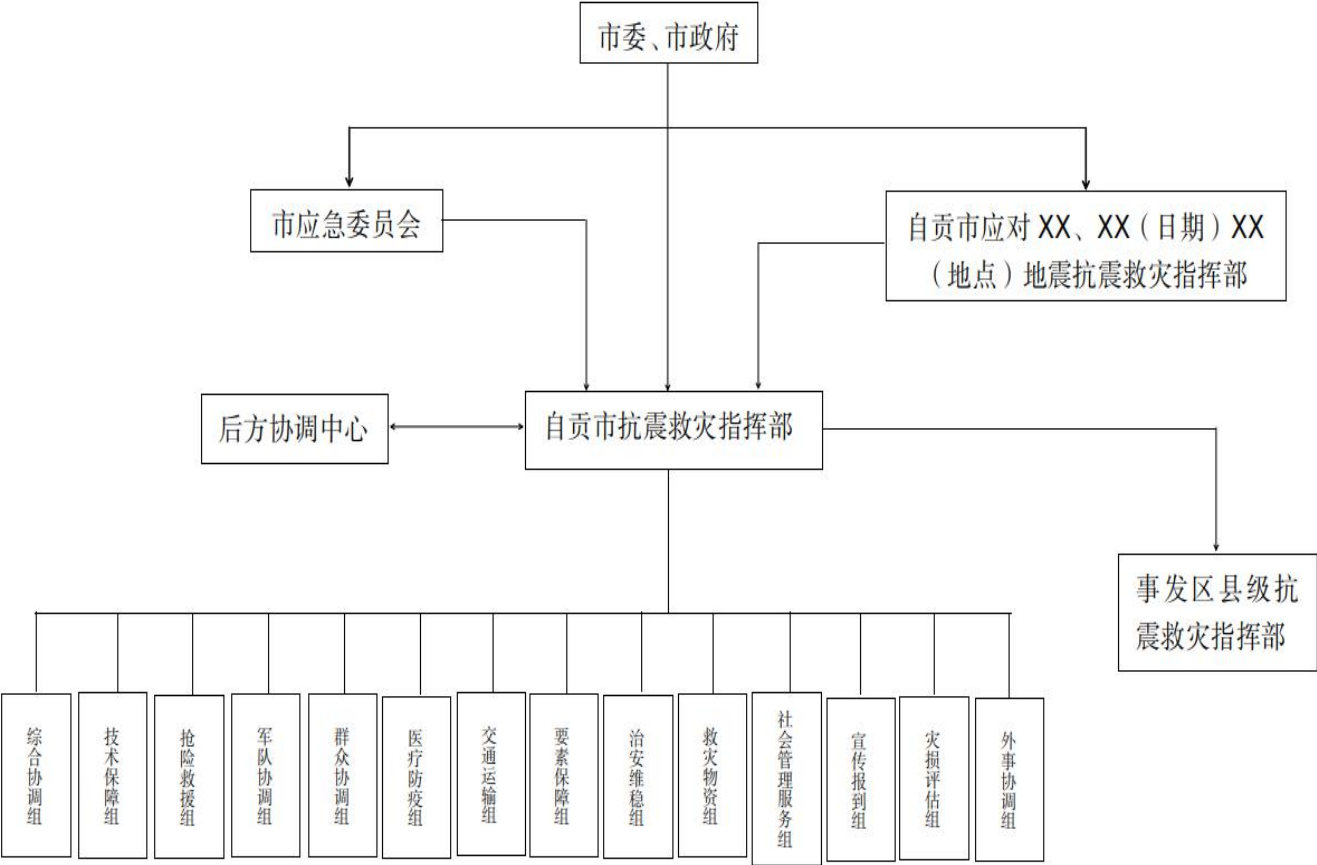 市委、市政府
市应急委员会
自贡市应对XX、XX（日期）XX
（地点）地震抗震救灾指挥部
后方协调中心
自贡市抗震救灾指挥部
事发区县级抗
震救灾指挥部
综合协调组
技术保障组
抢险救援组
军队协调组
群众协调组
医疗防疫组
交通运输组
要素保障组
治安维稳组
救灾物资组
社会管理服务组
宣传报到组
灾损评估组
外事协调组